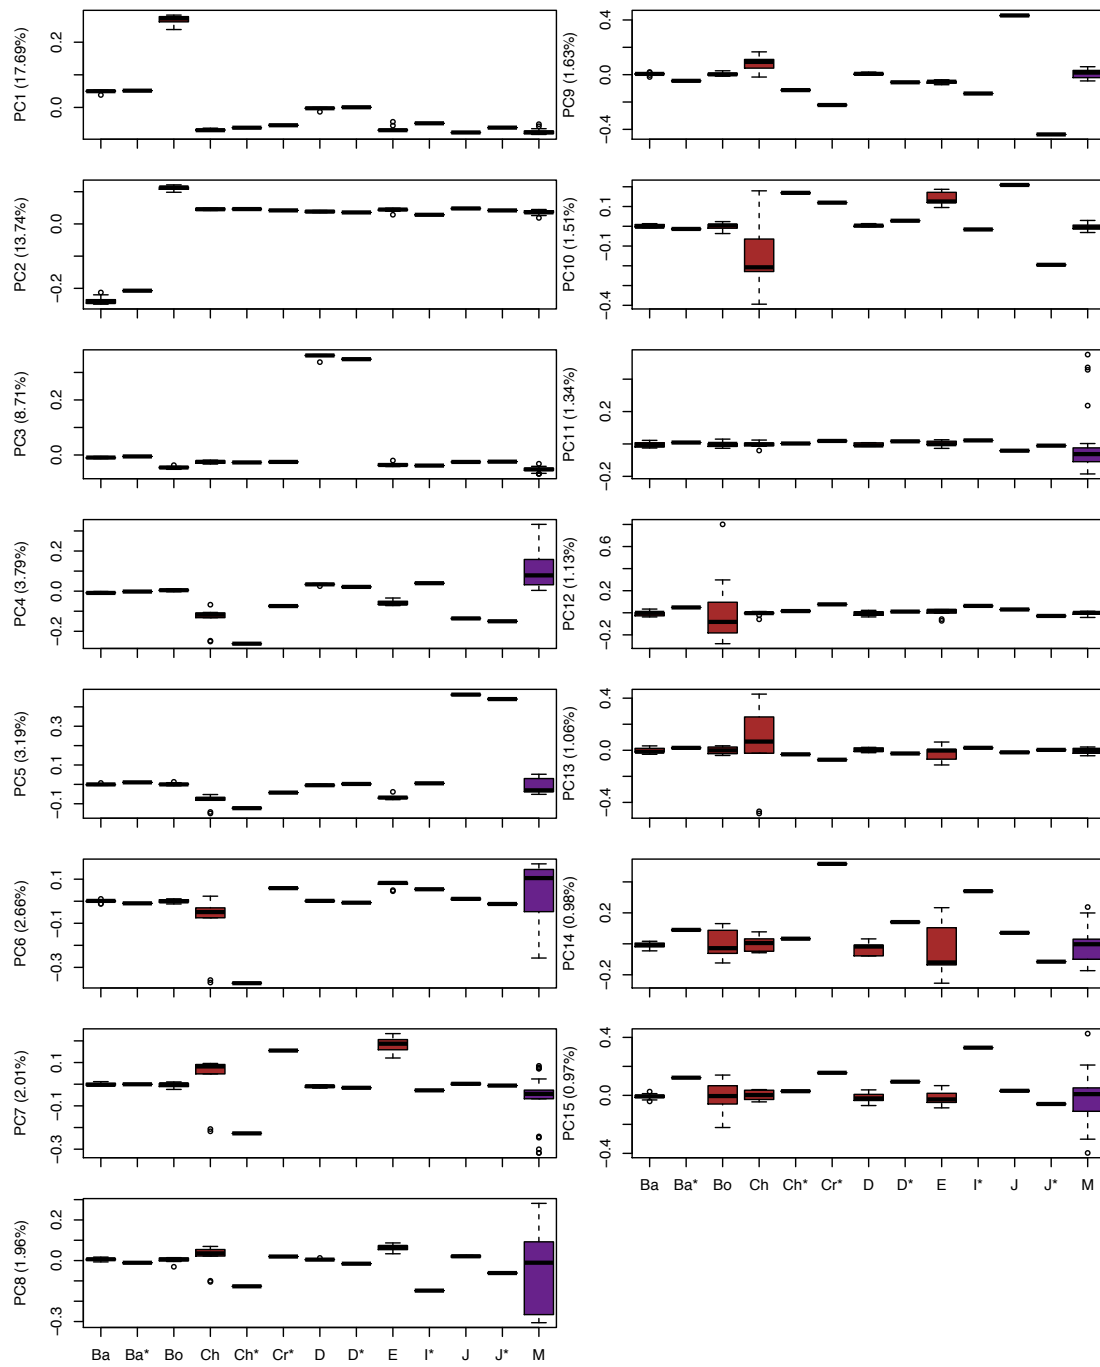 PC1 (17.69%)
0.0 0.2
PC2 (13.74%)
−0.2 0.0
PC3 (8.71%)
0.0 0.2
PC4 (3.79%)
−0.2 0.0 0.2
PC5 (3.19%)
−0.1 0.1 0.3
PC6 (2.66%)
−0.3 −0.1 0.1
PC7 (2.01%)
−0.3 −0.1 0.1
PC8 (1.96%)
−0.3 0.0 0.2
Ba Ba* Bo Ch Ch* Cr* D D* E I* J J* M
PC9 (1.63%)
−0.4 0.0 0.4
PC10 (1.51%)
−0.4 −0.1 0.1
PC11 (1.34%)
−0.2 0.2
PC12 (1.13%)
−0.2 0.2 0.6
PC13 (1.06%)
−0.4 0.0 0.4
PC14 (0.98%)
−0.2 0.2
PC15 (0.97%)
−0.4 0.0 0.4
Ba Ba* Bo Ch Ch* Cr* D D* E I* J J* M